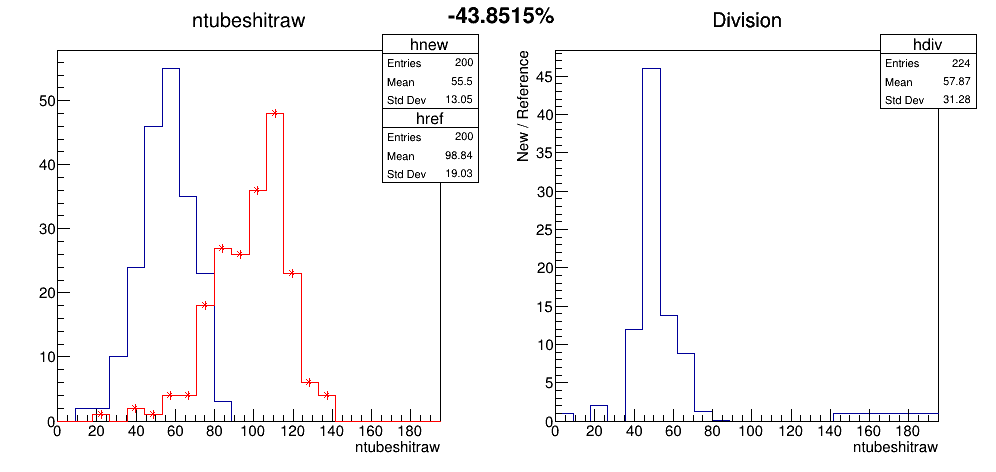 -43.8515%
ntubeshitraw
hnew
Entries 200
Mean 55.5
Std Dev 13.05
href
Entries 200
Mean 98.84
Std Dev 19.03
50
40
30
20
10
0
0 20 40 60 80 100 120 140 160 180
ntubeshitraw
Division
hdiv
Entries 224
Mean 57.87
Std Dev 31.28
New / Reference
45
40
35
30
25
20
15
10
5
0
0 20 40 60 80 100 120 140 160 180
ntubeshitraw